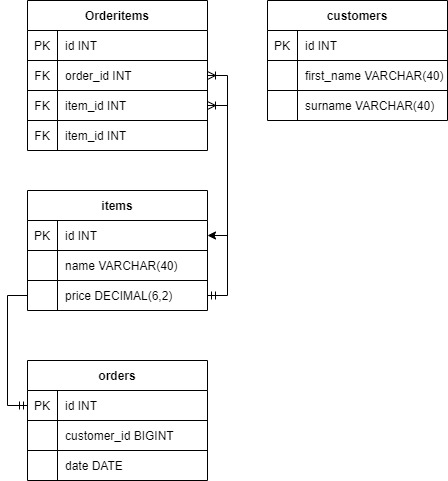 Orderitems
PK id INT
FK order_id INT
FK item_id INT
FK item_id INT
customers
PK id INT
first_name VARCHAR(40)
surname VARCHAR(40)
items
PK id INT
name VARCHAR(40)
price DECIMAL(6,2)
orders
PK id INT
customer_id BIGINT
date DATE